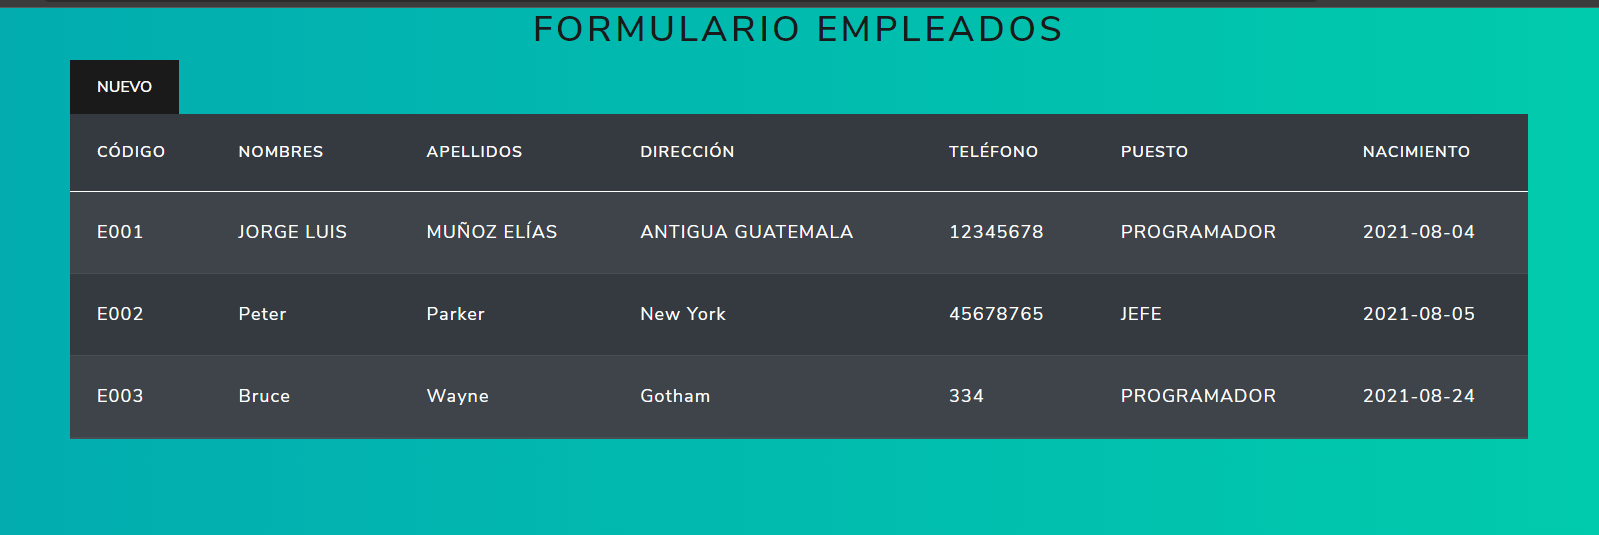 FORMULARIO EMPLEADOS
NUEVO
CÓDIGO NOMBRES APELLIDOS DIRECCIÓN TELÉFONO PUESTO NACIMIENTO
E001 JORGE LUIS MUÑOZ ELÍAS ANTIGUA GUATEMALA 12345678 PROGRAMADOR 2021-08-04
E002 Peter Parker New York 45678765 JEFE 2021-08-05
E003 Bruce Wayne Gotham 334 PROGRAMADOR 2021-08-24